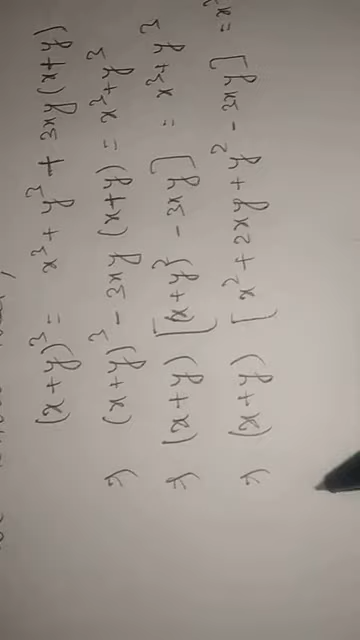 (x+y)³ = x³ + y³ + 3xy (x+y)
↳ (x+y)³ - 3xy (x+y) = x³ + y³
↳ (x+y) [(x+y)² - 3xy] = x³ + y³
↳ (x+y) [x² + 2xy + y² - 3xy] = x